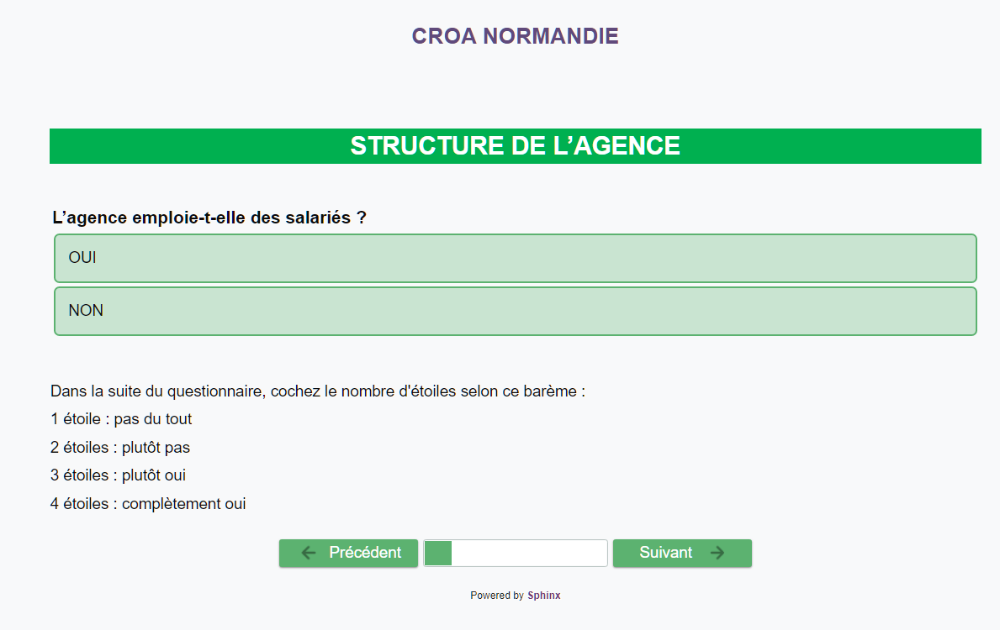 CROA NORMANDIE
STRUCTURE DE L’AGENCE
L’agence emploie-t-elle des salariés ?
OUI
NON
Dans la suite du questionnaire, cochez le nombre d'étoiles selon ce barème :
1 étoile : pas du tout
2 étoiles : plutôt pas
3 étoiles : plutôt oui
4 étoiles : complètement oui
Précédent
Suivant
Powered by Sphinx